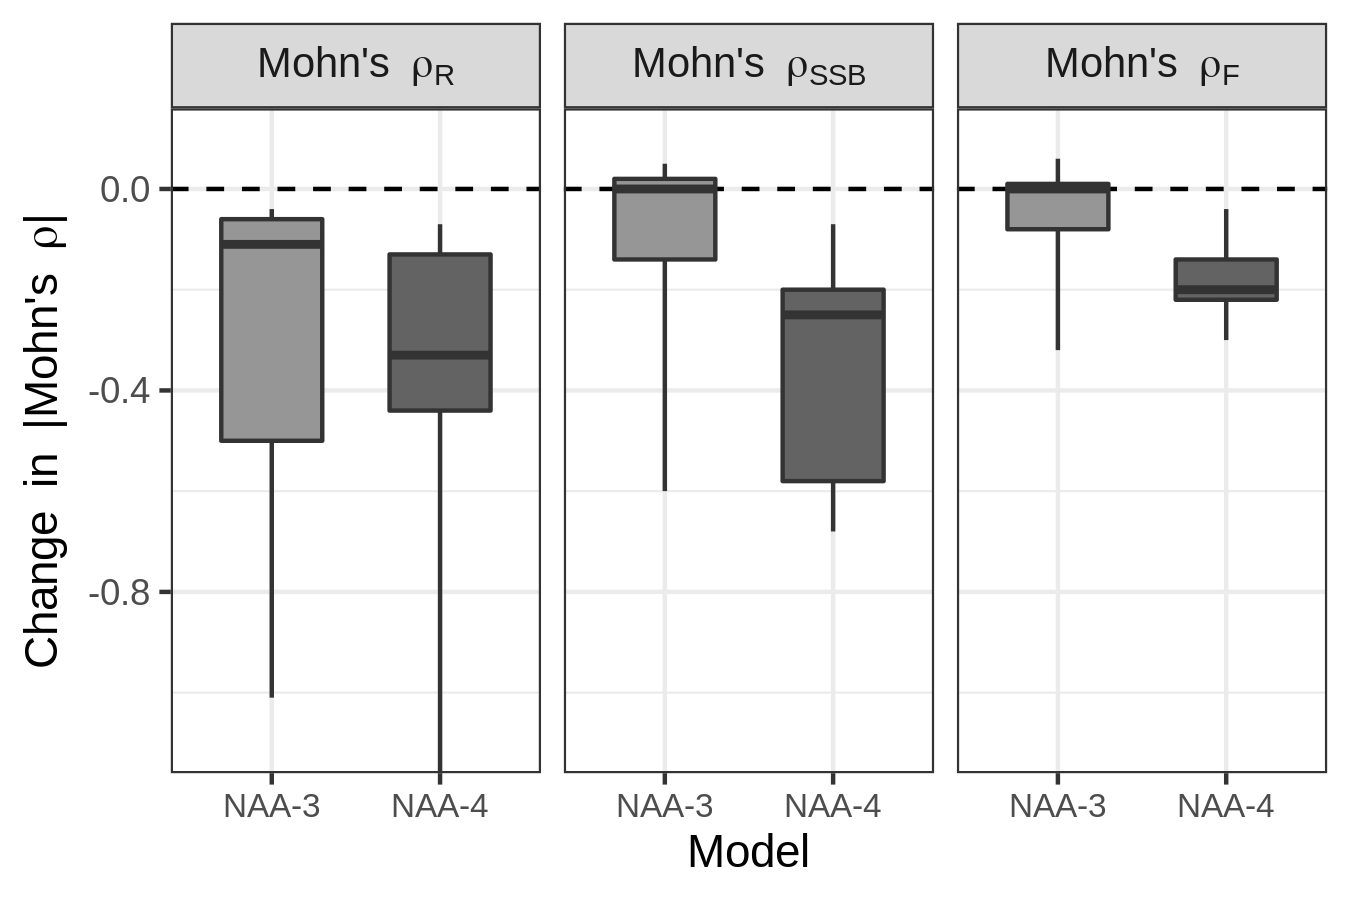 Mohn's ρR
Mohn's ρSSB
Mohn's ρF
Change in |Mohn's ρ|
0.0
-0.4
-0.8
NAA-3 NAA-4
NAA-3 NAA-4
NAA-3 NAA-4
Model